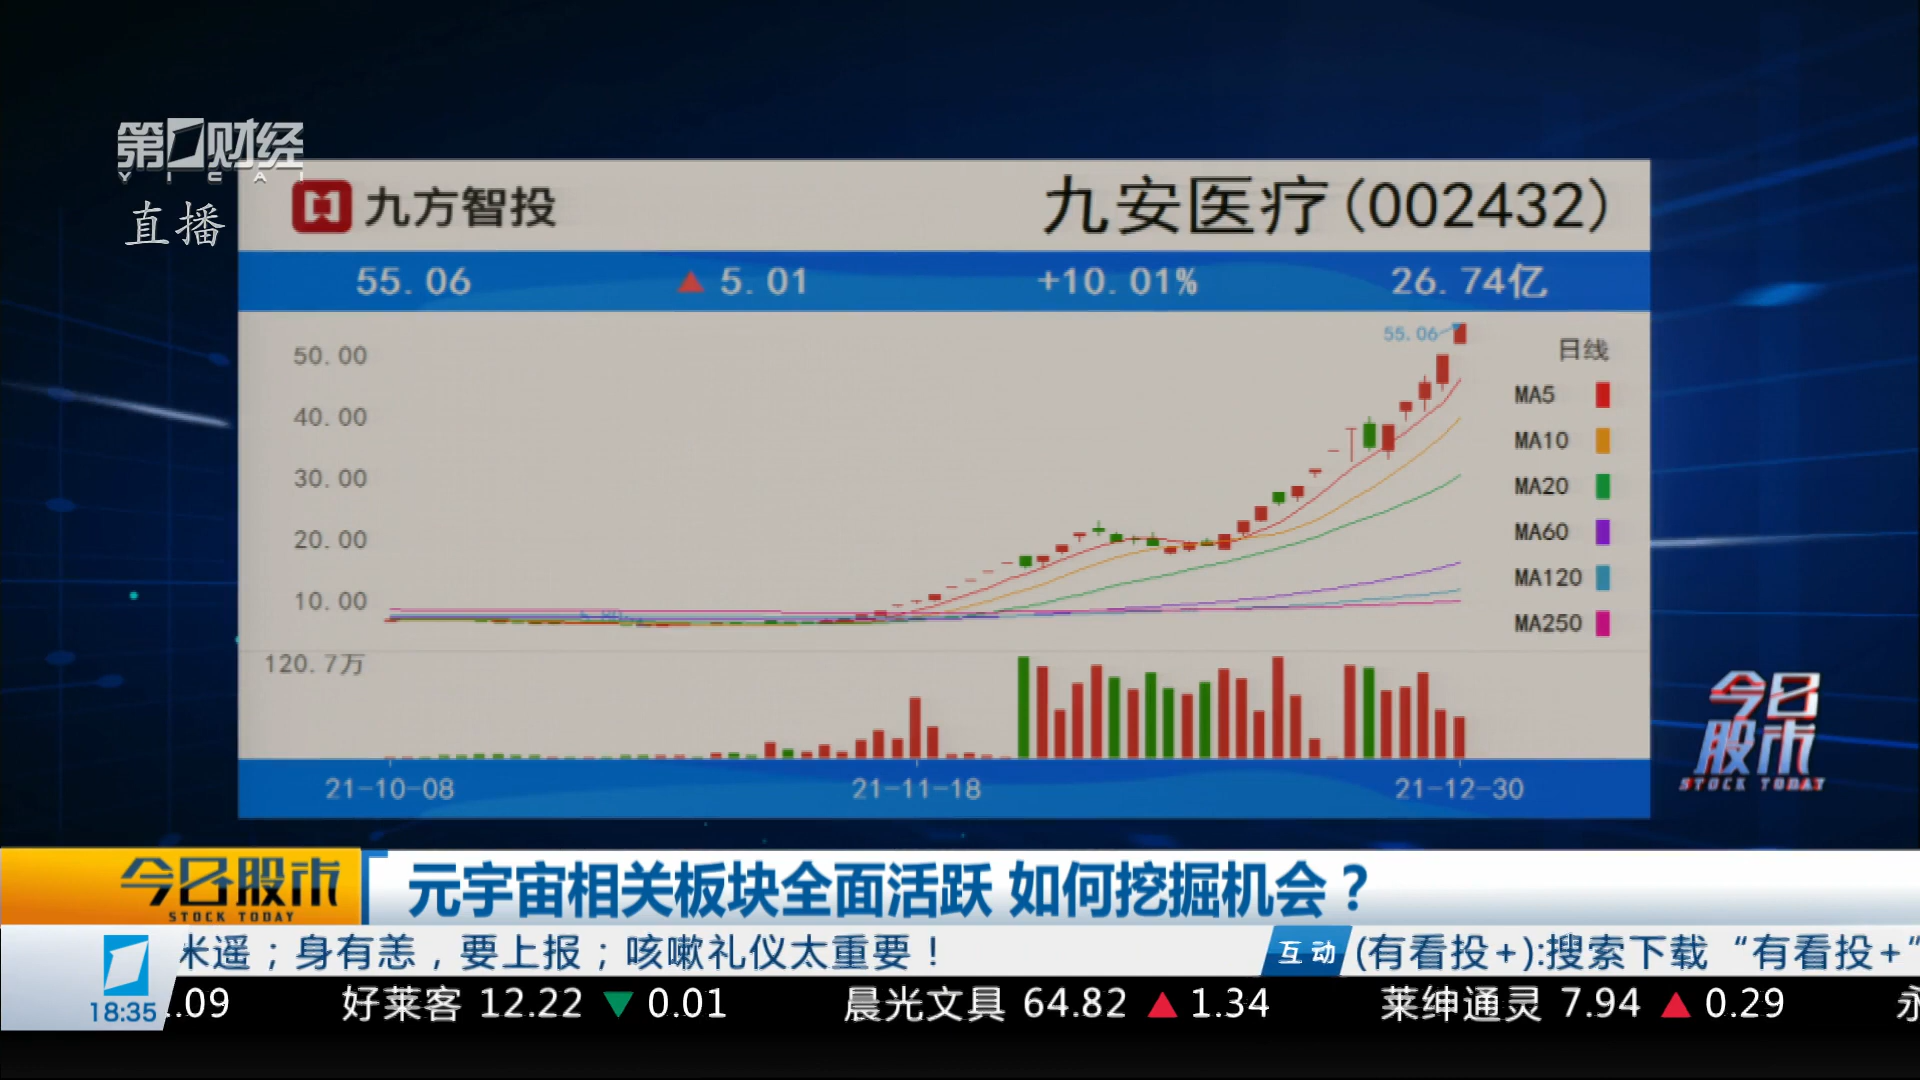 第一财经
YICAI
直播
九方智投
九安医疗(002432)
55.06 ▲ 5.01 +10.01% 26.74亿
55.06
50.00
40.00
30.00
20.00
10.00
日线
MA5
MA10
MA20
MA60
MA120
MA250
120.7万
21-10-08 21-11-18 21-12-30
今日股市
STOCK TODAY
今日股市
STOCK TODAY
元宇宙相关板块全面活跃 如何挖掘机会？
米遥；身有恙，要上报；咳嗽礼仪太重要！
互动 (有看投+):搜索下载“有看投+”
18:35
.09 好莱客 12.22 ▼ 0.01 晨光文具 64.82 ▲ 1.34 莱绅通灵 7.94 ▲ 0.29